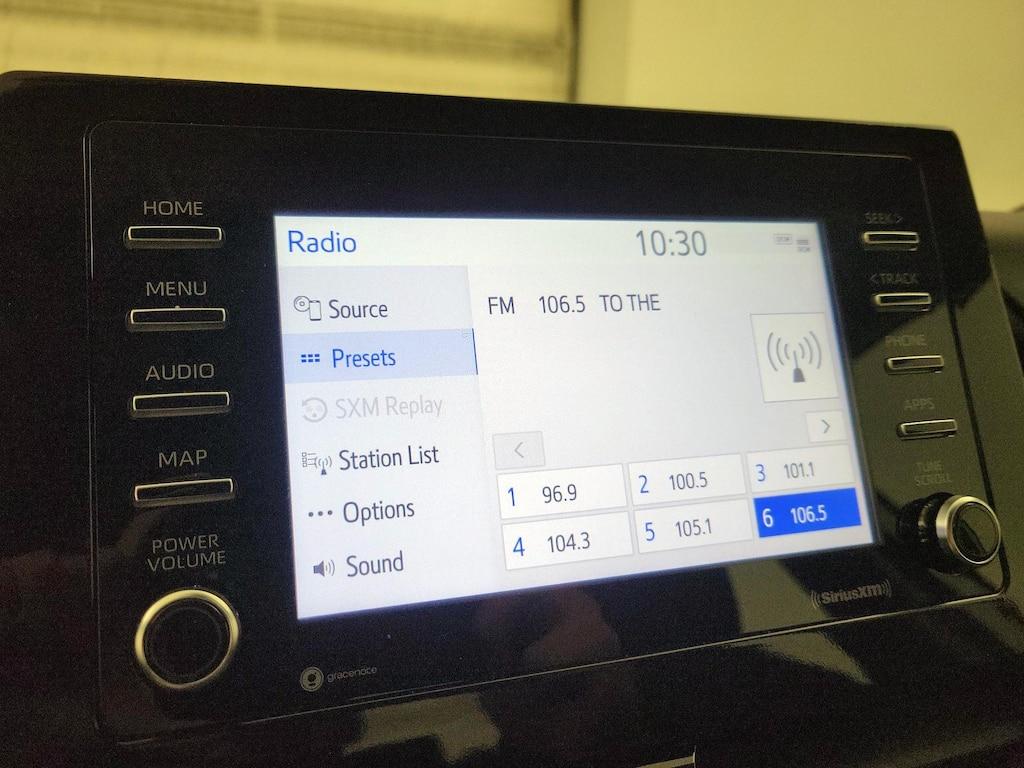 HOME
MENU
AUDIO
MAP
POWER
VOLUME
Radio
10:30
Source
Presets
SXM Replay
Station List
Options
Sound
FM 106.5 TO THE
<
>
1 96.9
2 100.5
3 101.1
4 104.3
5 105.1
6 106.5
SEEK >
< TRACK
PHONE
APPS
TUNE
SCROLL
SiriusXM
gracenote